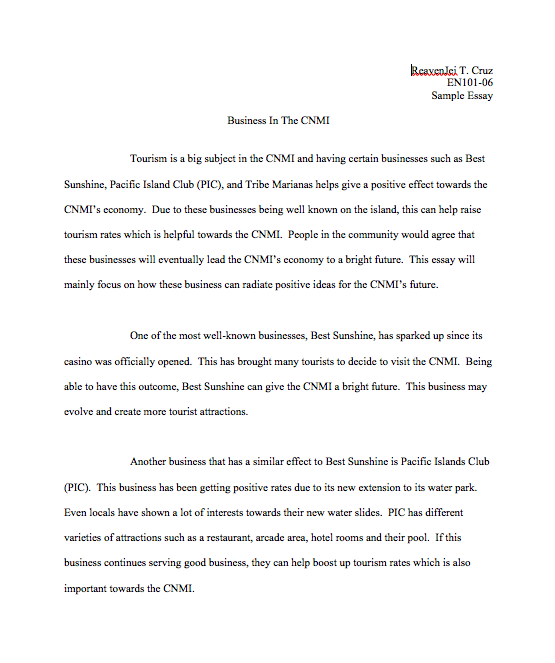 ReavenJei T. Cruz
EN101-06
Sample Essay
Business In The CNMI
Tourism is a big subject in the CNMI and having certain businesses such as Best
Sunshine, Pacific Island Club (PIC), and Tribe Marianas helps give a positive effect towards the
CNMI's economy.  Due to these businesses being well known on the island, this can help raise
tourism rates which is helpful towards the CNMI.  People in the community would agree that
these businesses will eventually lead the CNMI's economy to a bright future.  This essay will
mainly focus on how these business can radiate positive ideas for the CNMI's future.
One of the most well-known businesses, Best Sunshine, has sparked up since its
casino was officially opened.  This has brought many tourists to decide to visit the CNMI.  Being
able to have this outcome, Best Sunshine can give the CNMI a bright future.  This business may
evolve and create more tourist attractions.
Another business that has a similar effect to Best Sunshine is Pacific Islands Club
(PIC).  This business has been getting positive rates due to its new extension to its water park.
Even locals have shown a lot of interests towards their new water slides.  PIC has different
varieties of attractions such as a restaurant, arcade area, hotel rooms and their pool.  If this
business continues serving good business, they can help boost up tourism rates which is also
important towards the CNMI.